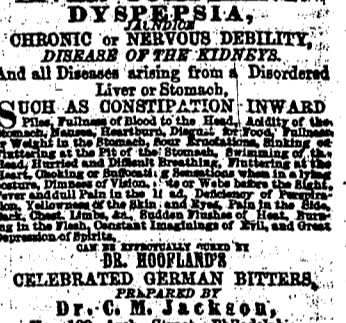 DYSPEPSIA,
JAUNDICE
CHRONIC or NERVOUS DEBILITY,
DISEASE OF THE KIDNEYS.
And all Diseases arising from a Disordered
Liver or Stomach,
SUCH AS CONSTIPATION INWARD
Piles, Fullness of Blood to the Head, Acidity of the
Stomach, Nausea, Heartburn, Disgust for Food, Fullness
or Weight in the Stomach, Sour Eructations, Sinking or
Fluttering at the Pit of the Stomach, Swimming of the
Head, Hurried and Difficult Breathing, Fluttering at the
Heart, Choking or Suffocating Sensations when in a lying
posture, Dimness of Vision, or Webs before the Sight,
Fever and dull Pain in the Head, Deficiency of Perspira-
tion, Yellowness of the Skin and Eyes, Pain in the Side,
Back, Chest, Limbs, &c., Sudden Flushes of Heat, Burn-
ing in the Flesh, Constant Imaginings of Evil, and Great
Depression of Spirits,
CAN BE EFFECTUALLY CURED BY
DR. HOOFLAND'S
CELEBRATED GERMAN BITTERS,
PREPARED BY
Dr. C. M. Jackson,